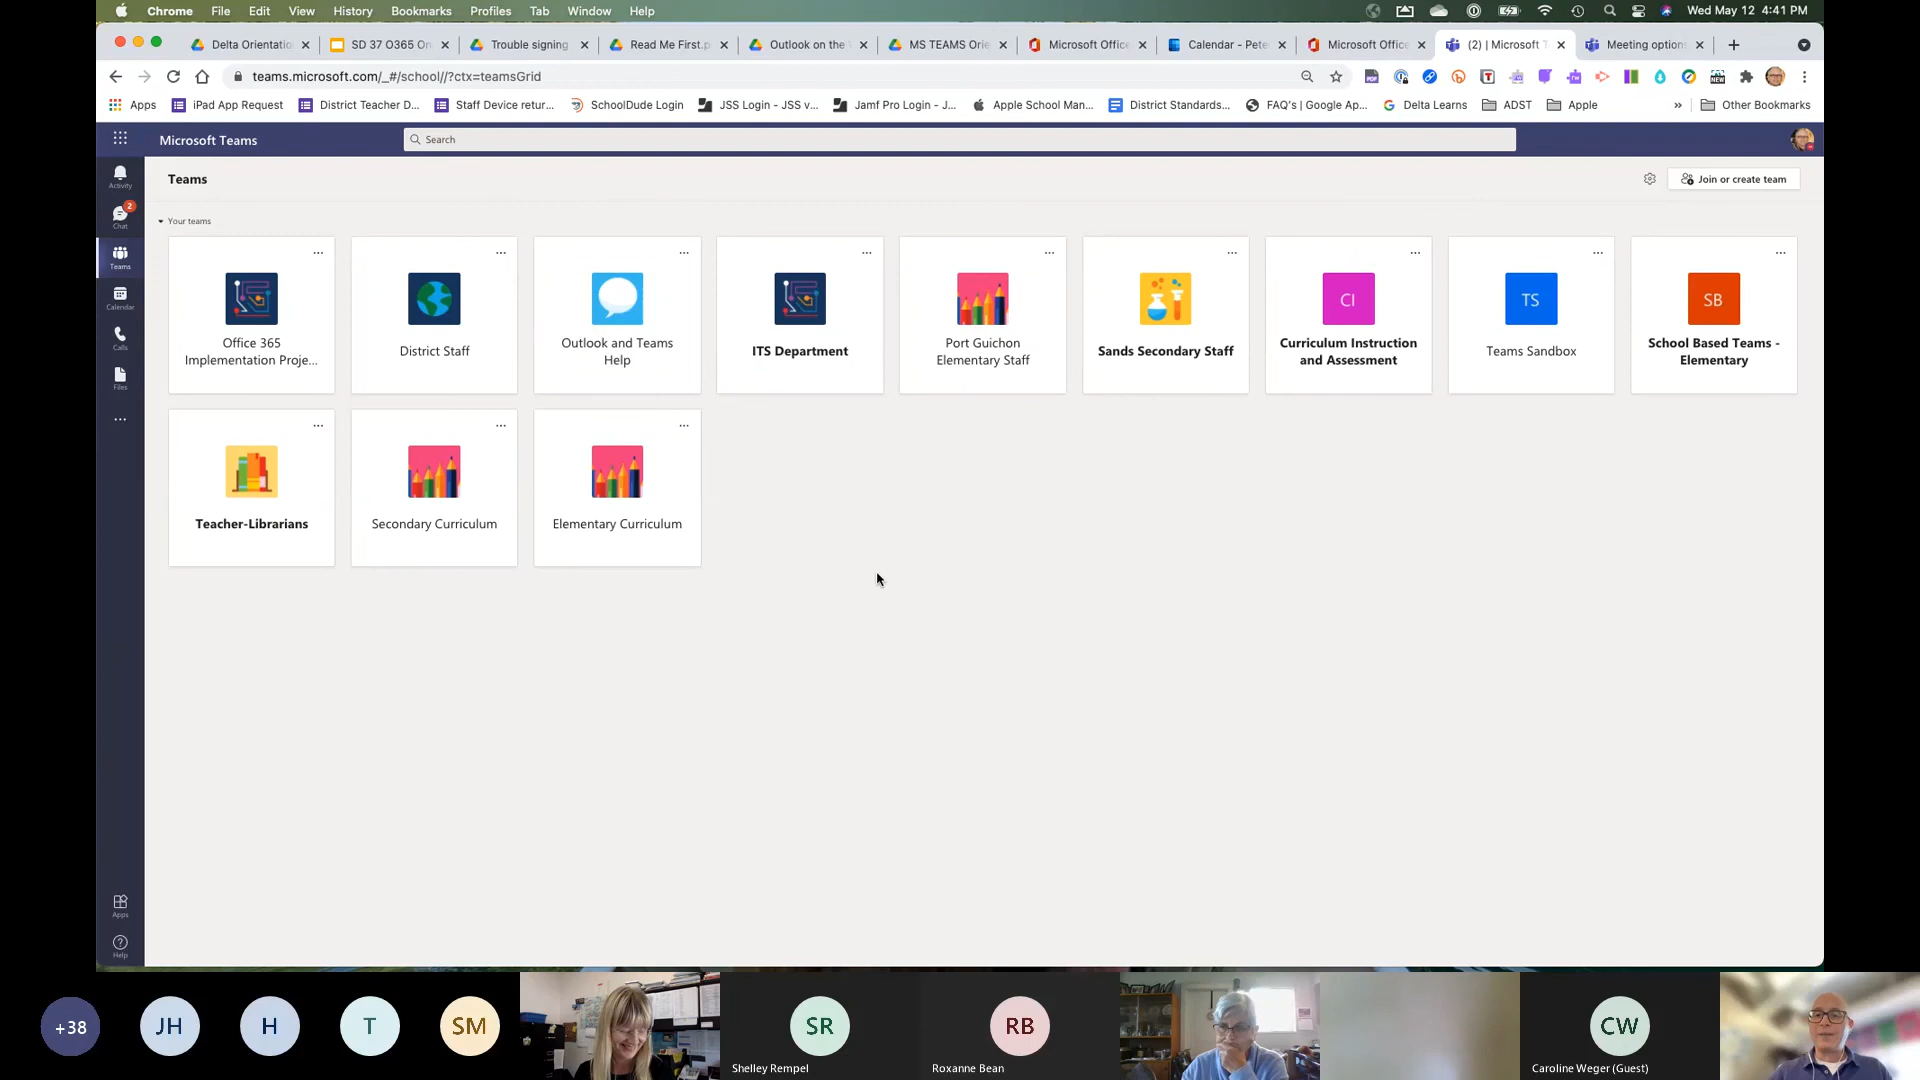 Chrome File Edit View History Bookmarks Profiles Tab Window Help Wed May 12 4:41 PM
Delta Orientatio SD 37 O365 On Trouble signing Read Me First.p Outlook on the MS TEAMS Orie Microsoft Office Calendar - Pete Microsoft Office (2) | Microsoft T Meeting option
teams.microsoft.com/_#/school//?ctx=teamsGrid
Apps iPad App Request District Teacher D... Staff Device retur... SchoolDude Login JSS Login - JSS v... Jamf Pro Login - J... Apple School Man... District Standards... FAQ's | Google Ap... Delta Learns ADST Apple » Other Bookmarks
Microsoft Teams Search
Activity
2
Chat
Teams
Calendar
Calls
Files
Apps
Help
Teams Join or create team
Your teams
Office 365
Implementation Proje...
District Staff
Outlook and Teams
Help
ITS Department
Port Guichon
Elementary Staff
Sands Secondary Staff
CI
Curriculum Instruction
and Assessment
TS
Teams Sandbox
SB
School Based Teams -
Elementary
Teacher-Librarians
Secondary Curriculum
Elementary Curriculum
+38 JH H T SM SR RB CW
Shelley Rempel Roxanne Bean Caroline Weger (Guest)